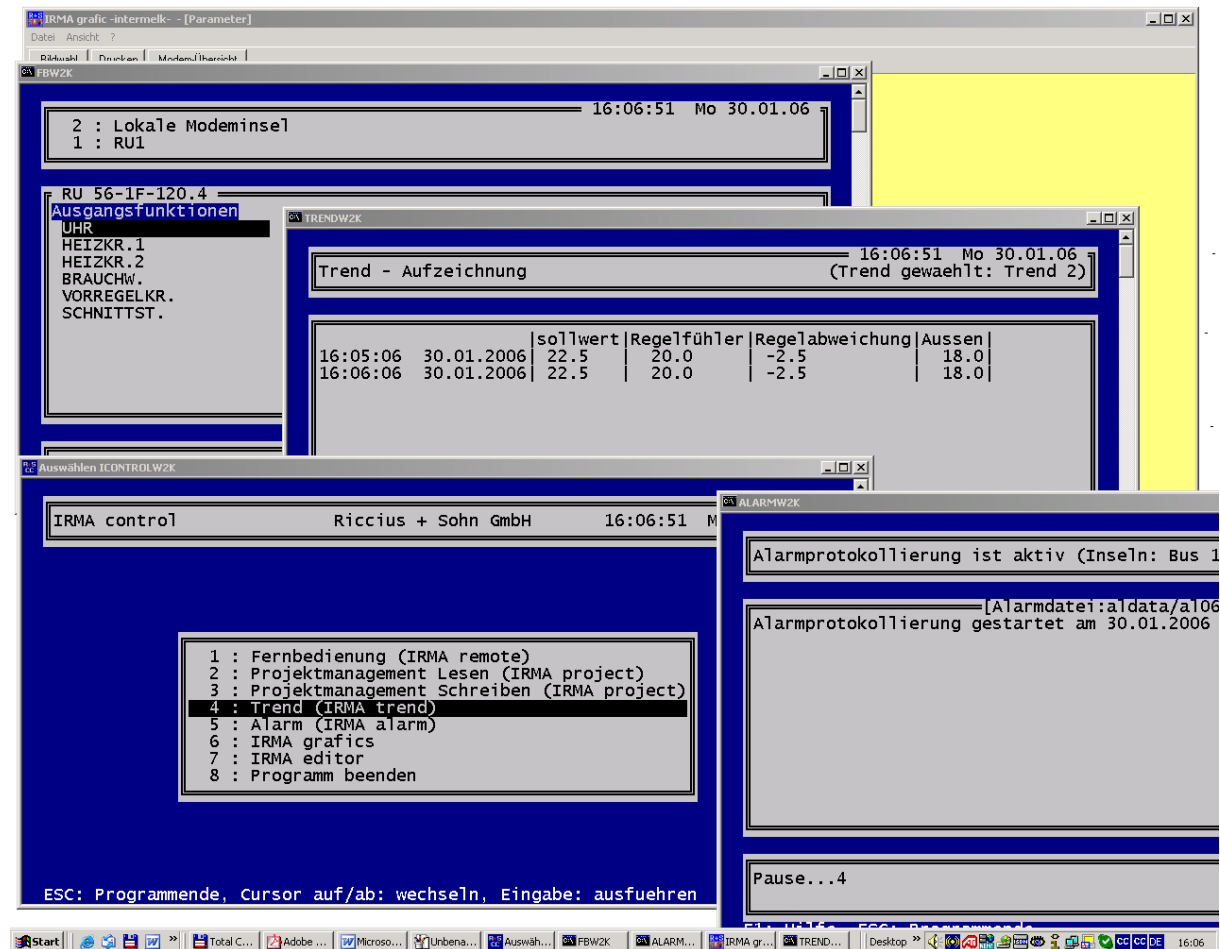 IRMA grafic -intermelk- - [Parameter]
Datei Ansicht ?
Bildwahl Drucken Modem-Übersicht
FBW2K
16:06:51 Mo 30.01.06
2 : Lokale Modeminsel
1 : RU1
RU 56-1F-120.4
Ausgangsfunktionen
UHR
HEIZKR.1
HEIZKR.2
BRAUCHW.
VORREGELKR.
SCHNITTST.
TRENDW2K
16:06:51 Mo 30.01.06
Trend - Aufzeichnung (Trend gewaehlt: Trend 2)
|sollwert|Regelfühler|Regelabweichung|Aussen|
16:05:06 30.01.2006| 22.5 | 20.0 | -2.5 | 18.0|
16:06:06 30.01.2006| 22.5 | 20.0 | -2.5 | 18.0|
Auswählen ICONTROLW2K
IRMA control Riccius + Sohn GmbH 16:06:51 M
1 : Fernbedienung (IRMA remote)
2 : Projektmanagement Lesen (IRMA project)
3 : Projektmanagement Schreiben (IRMA project)
4 : Trend (IRMA trend)
5 : Alarm (IRMA alarm)
6 : IRMA grafics
7 : IRMA editor
8 : Programm beenden
ESC: Programmende, Cursor auf/ab: wechseln, Eingabe: ausfuehren
ALARMW2K
Alarmprotokollierung ist aktiv (Inseln: Bus 1
[Alarmdatei:aldata/al06
Alarmprotokollierung gestartet am 30.01.2006
Pause...4
F1: Hilfe, ESC: Programmende
Start » Total C... Adobe ... Microso... Unbena... Auswäh... FBW2K ALARM... IRMA gr... TREND... Desktop » CC CC DE 16:06